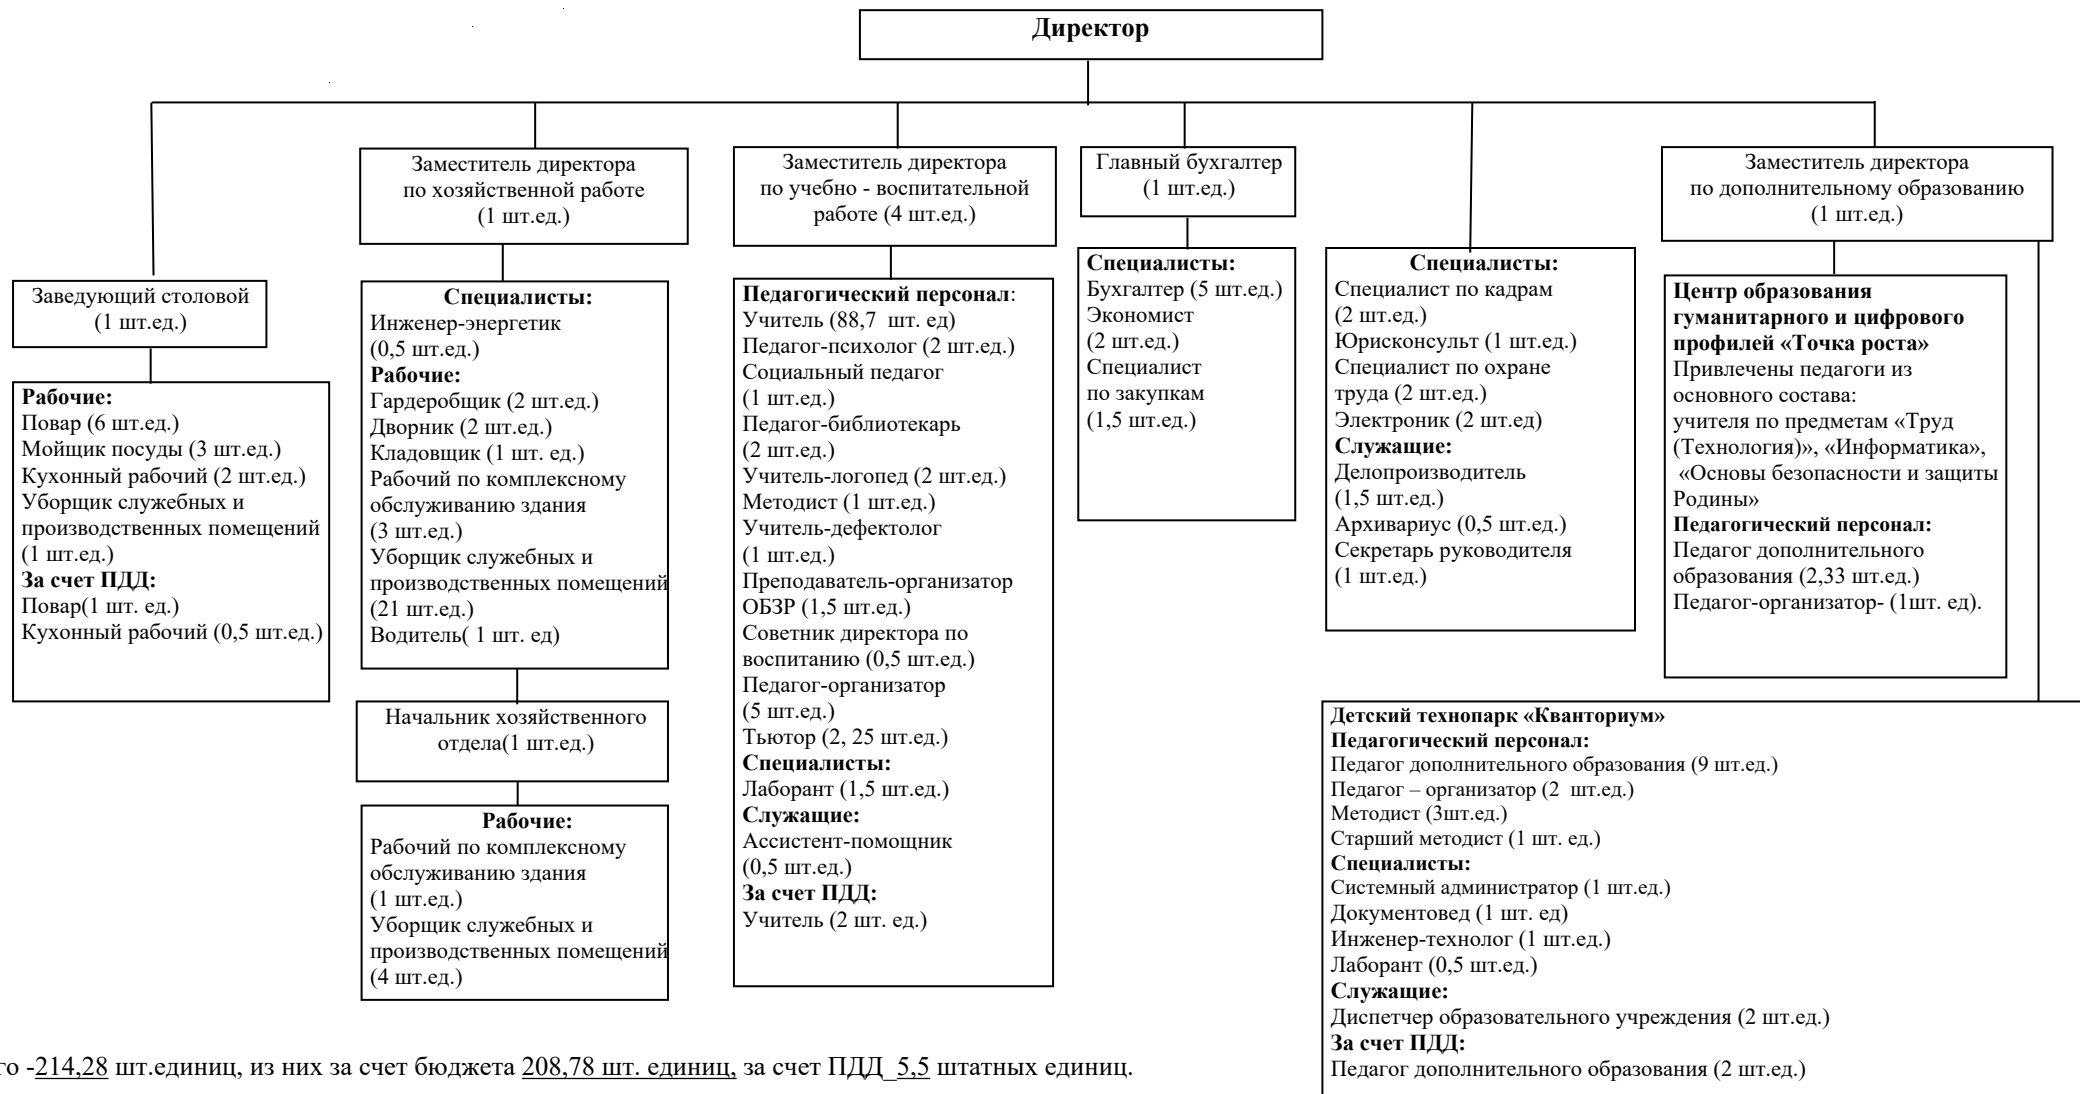 Директор
Заместитель директора
по хозяйственной работе
(1 шт.ед.)
Заместитель директора
по учебно - воспитательной
работе (4 шт.ед.)
Главный бухгалтер
(1 шт.ед.)
Заместитель директора
по дополнительному образованию
(1 шт.ед.)
Заведующий столовой
(1 шт.ед.)
Рабочие:
Повар (6 шт.ед.)
Мойщик посуды (3 шт.ед.)
Кухонный рабочий (2 шт.ед.)
Уборщик служебных и
производственных помещений
(1 шт.ед.)
За счет ПДД:
Повар(1 шт. ед.)
Кухонный рабочий (0,5 шт.ед.)
Специалисты:
Инженер-энергетик
(0,5 шт.ед.)
Рабочие:
Гардеробщик (2 шт.ед.)
Дворник (2 шт.ед.)
Кладовщик (1 шт. ед.)
Рабочий по комплексному
обслуживанию здания
(3 шт.ед.)
Уборщик служебных и
производственных помещений
(21 шт.ед.)
Водитель( 1 шт. ед)
Начальник хозяйственного
отдела(1 шт.ед.)
Рабочие:
Рабочий по комплексному
обслуживанию здания
(1 шт.ед.)
Уборщик служебных и
производственных помещений
(4 шт.ед.)
Педагогический персонал:
Учитель (88,7 шт. ед)
Педагог-психолог (2 шт.ед.)
Социальный педагог
(1 шт.ед.)
Педагог-библиотекарь
(2 шт.ед.)
Учитель-логопед (2 шт.ед.)
Методист (1 шт.ед.)
Учитель-дефектолог
(1 шт.ед.)
Преподаватель-организатор
ОБЗР (1,5 шт.ед.)
Советник директора по
воспитанию (0,5 шт.ед.)
Педагог-организатор
(5 шт.ед.)
Тьютор (2, 25 шт.ед.)
Специалисты:
Лаборант (1,5 шт.ед.)
Служащие:
Ассистент-помощник
(0,5 шт.ед.)
За счет ПДД:
Учитель (2 шт. ед.)
Специалисты:
Бухгалтер (5 шт.ед.)
Экономист
(2 шт.ед.)
Специалист
по закупкам
(1,5 шт.ед.)
Специалисты:
Специалист по кадрам
(2 шт.ед.)
Юрисконсульт (1 шт.ед.)
Специалист по охране
труда (2 шт.ед.)
Электроник (2 шт.ед)
Служащие:
Делопроизводитель
(1,5 шт.ед.)
Архивариус (0,5 шт.ед.)
Секретарь руководителя
(1 шт.ед.)
Центр образования
гуманитарного и цифрового
профилей «Точка роста»
Привлечены педагоги из
основного состава:
учителя по предметам «Труд
(Технология)», «Информатика»,
«Основы безопасности и защиты
Родины»
Педагогический персонал:
Педагог дополнительного
образования (2,33 шт.ед.)
Педагог-организатор- (1шт. ед).
Детский технопарк «Кванториум»
Педагогический персонал:
Педагог дополнительного образования (9 шт.ед.)
Педагог – организатор (2 шт.ед.)
Методист (3шт.ед.)
Старший методист (1 шт. ед.)
Специалисты:
Системный администратор (1 шт.ед.)
Документовед (1 шт. ед)
Инженер-технолог (1 шт.ед.)
Лаборант (0,5 шт.ед.)
Служащие:
Диспетчер образовательного учреждения (2 шт.ед.)
За счет ПДД:
Педагог дополнительного образования (2 шт.ед.)
го -214,28 шт.единиц, из них за счет бюджета 208,78 шт. единиц, за счет ПДД_5,5 штатных единиц.